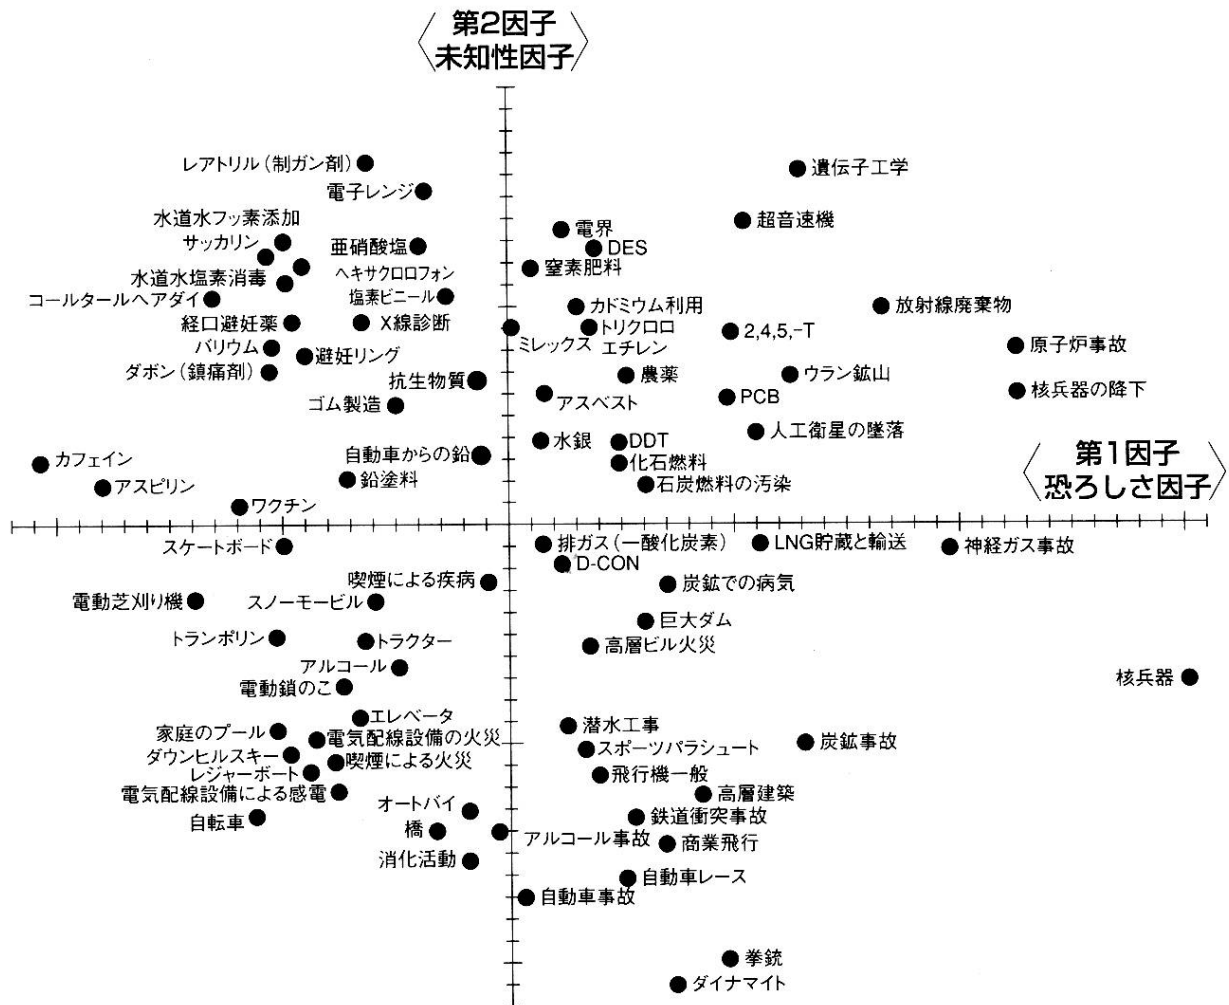 第2因子
未知性因子
レアトリル（制ガン剤）
遺伝子工学
電子レンジ
水道水フッ素添加
超音速機
電界
サッカリン
亜硝酸塩
DES
窒素肥料
水道水塩素消毒
ヘキサクロロフォン
コールタールヘアダイ
塩素ビニール
カドミウム利用
放射線廃棄物
経口避妊薬
X線診断
トリクロロ
エチレン
2,4,5,-T
ミレックス
原子炉事故
バリウム
避妊リング
ダボン（鎮痛剤）
抗生物質
農薬
ウラン鉱山
核兵器の降下
アスベスト
PCB
ゴム製造
人工衛星の墜落
水銀
DDT
自動車からの鉛
カフェイン
化石燃料
第1因子
恐ろしさ因子
アスピリン
鉛塗料
石炭燃料の汚染
ワクチン
スケートボード
排ガス（一酸化炭素）
LNG貯蔵と輸送
神経ガス事故
D-CON
喫煙による疾病
炭鉱での病気
電動芝刈り機
スノーモービル
巨大ダム
トランポリン
トラクター
高層ビル火災
アルコール
核兵器
電動鎖のこ
エレベータ
潜水工事
家庭のプール
電気配線設備の火災
炭鉱事故
ダウンヒルスキー
スポーツパラシュート
喫煙による火災
レジャーボート
飛行機一般
電気配線設備による感電
高層建築
オートバイ
自転車
鉄道衝突事故
橋
アルコール事故
商業飛行
消化活動
自動車レース
自動車事故
拳銃
ダイナマイト